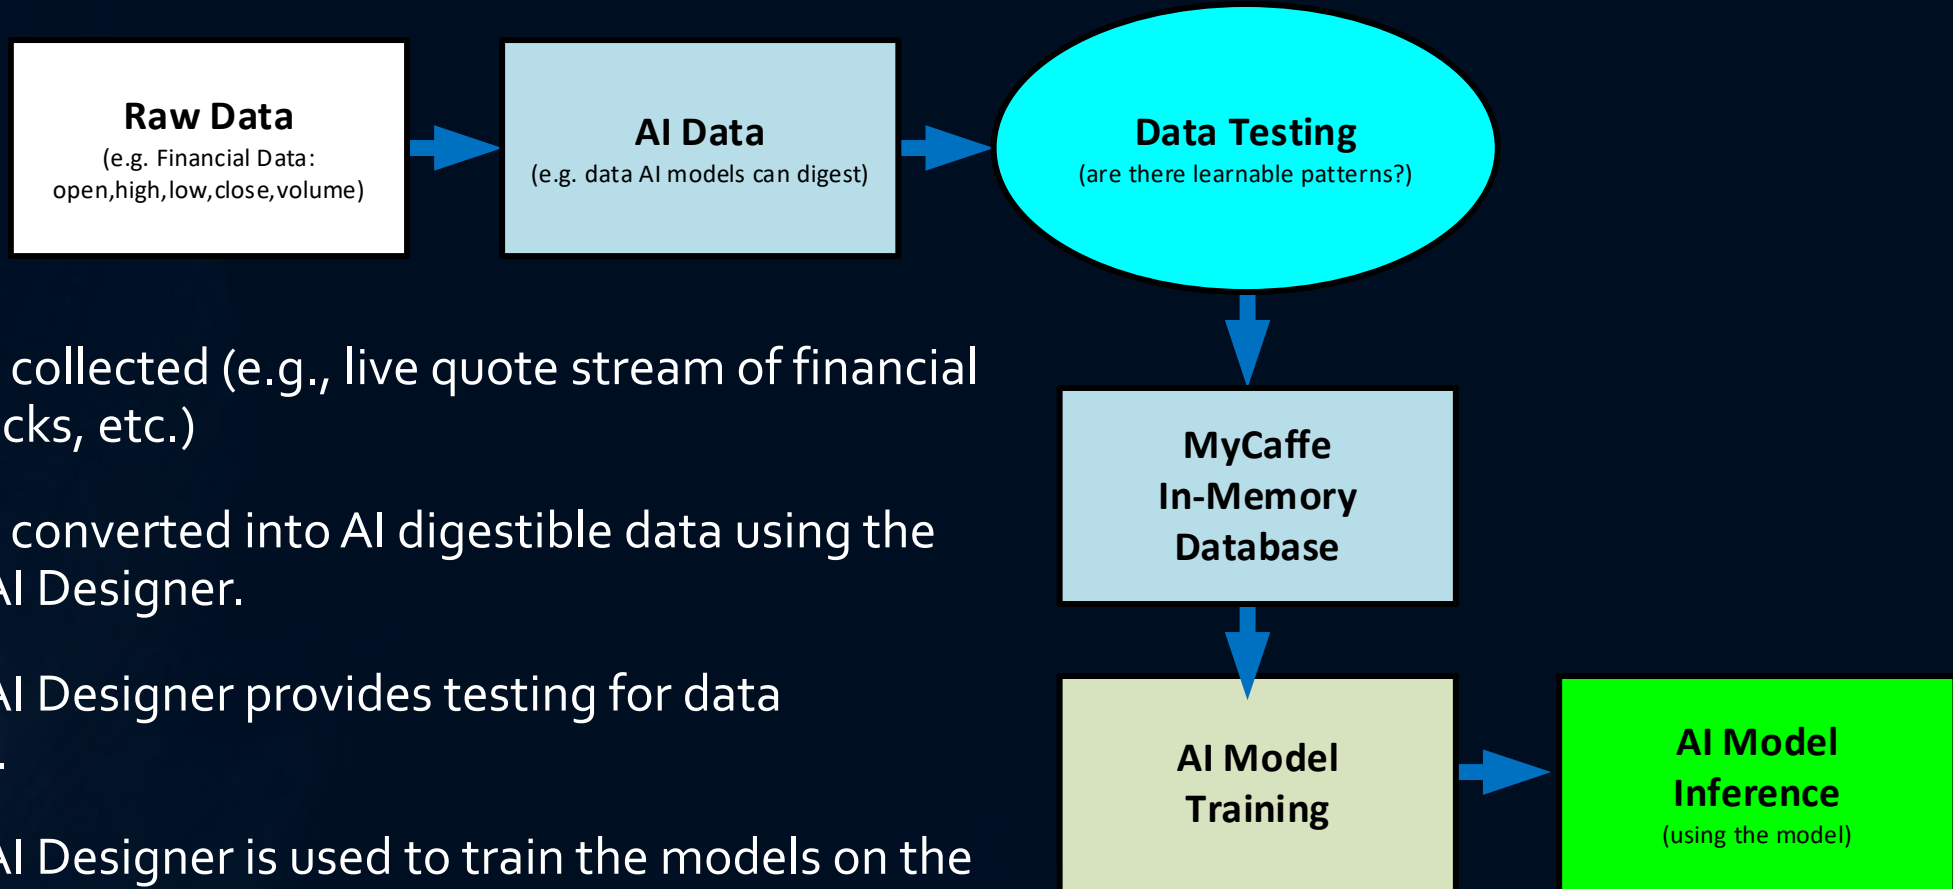 Raw Data
(e.g. Financial Data:
open,high,low,close,volume)
AI Data
(e.g. data AI models can digest)
Data Testing
(are there learnable patterns?)
collected (e.g., live quote stream of financial
cks, etc.)
converted into AI digestible data using the
AI Designer.
AI Designer provides testing for data
.
AI Designer is used to train the models on the
MyCaffe
In-Memory
Database
AI Model
Training
AI Model
Inference
(using the model)